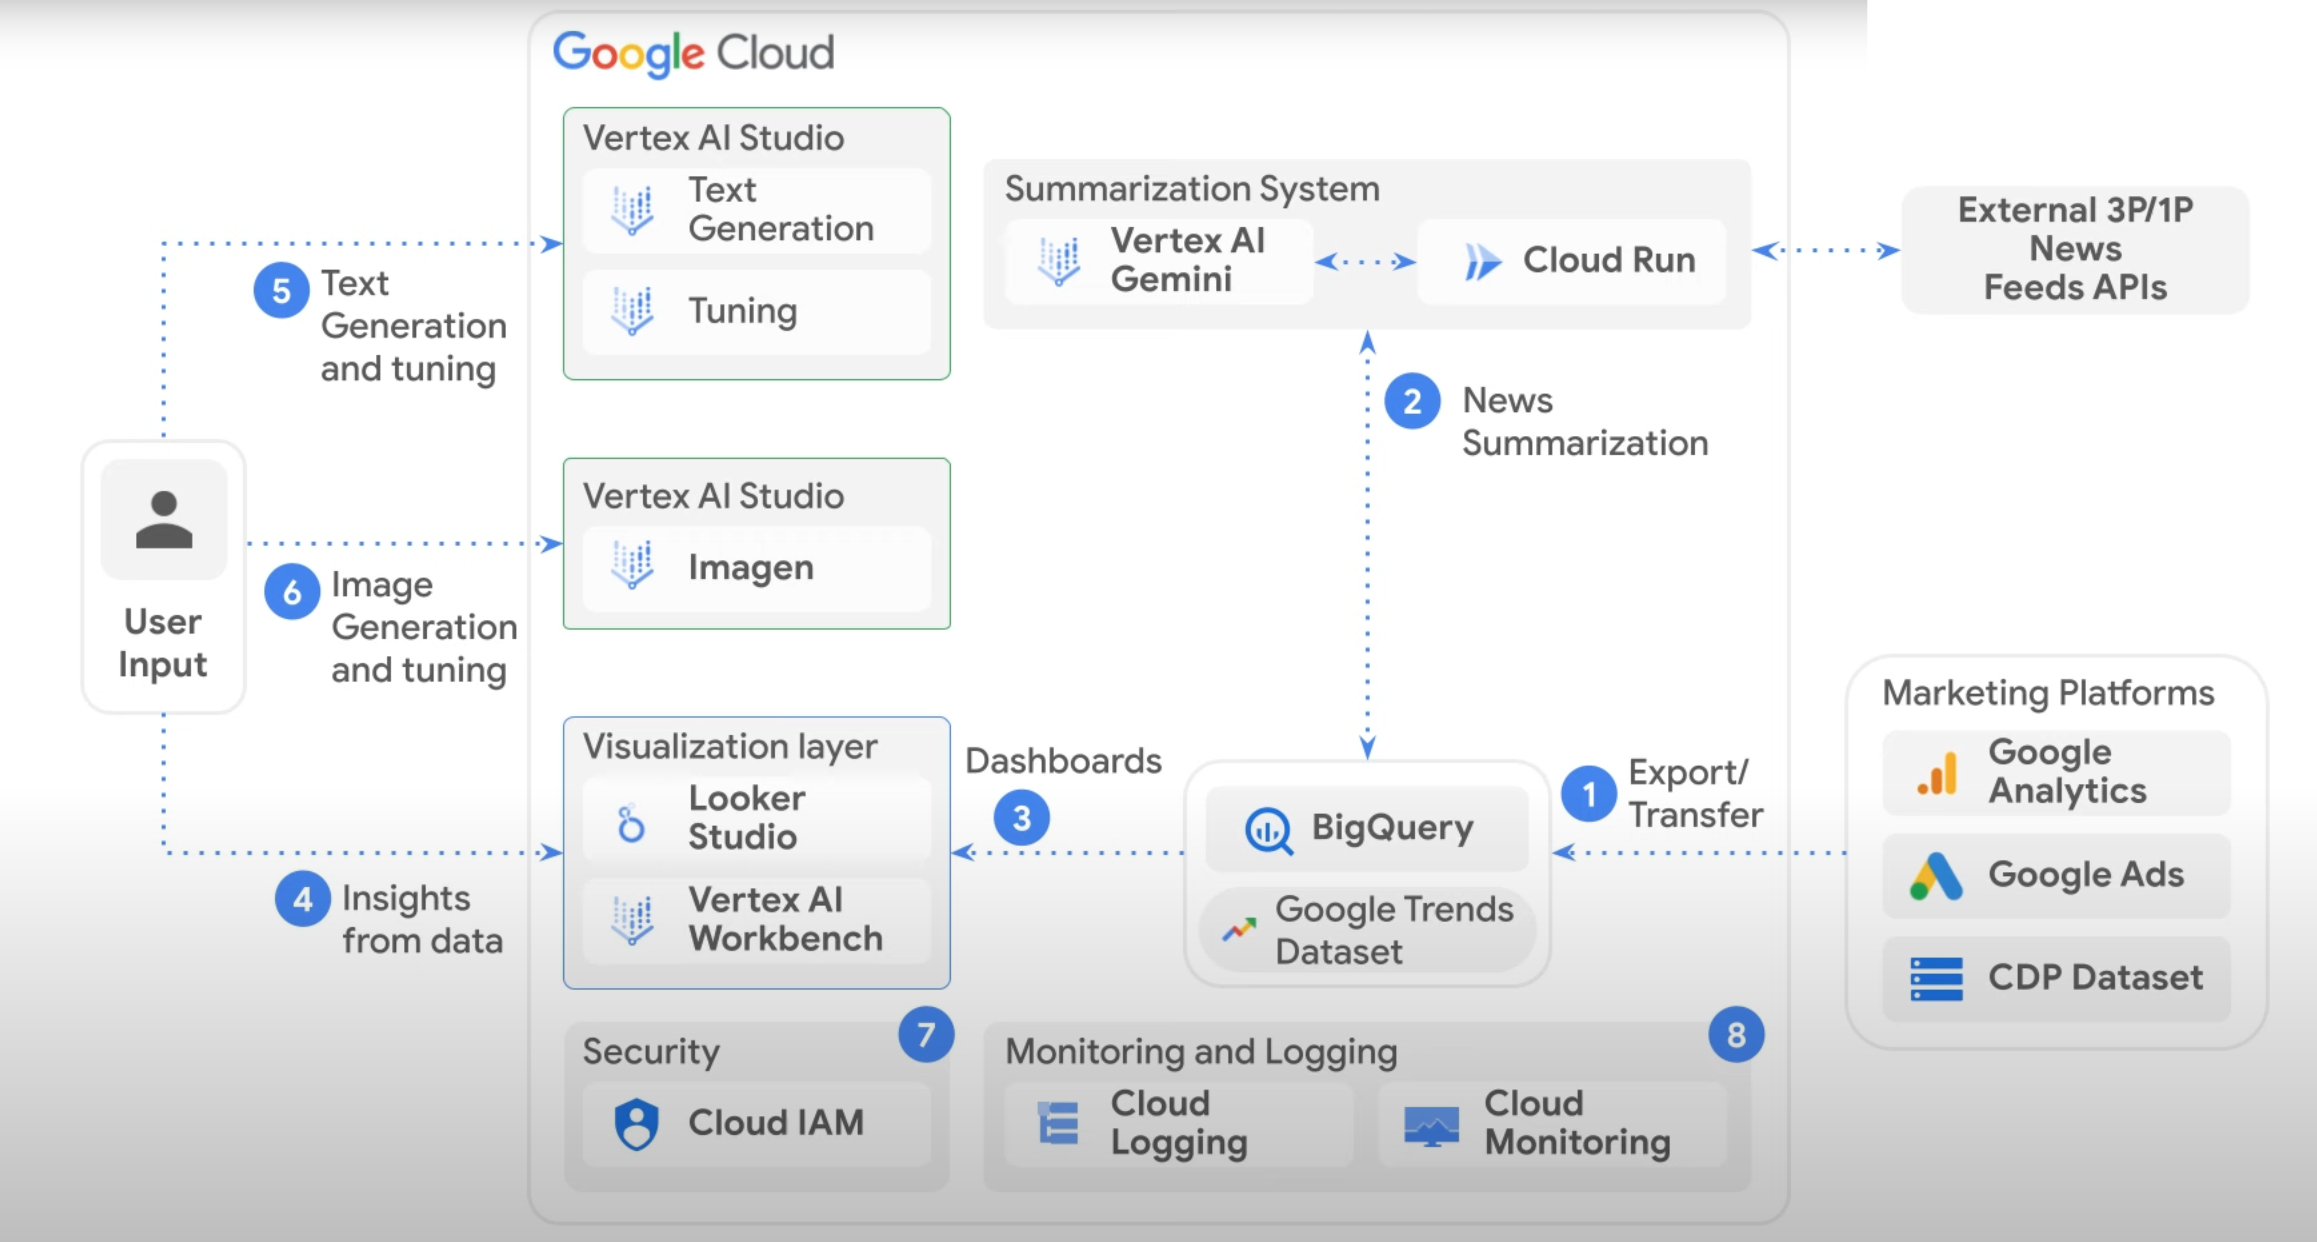 Google Cloud
Vertex AI Studio
Text
Generation
Tuning
Summarization System
Vertex AI
Gemini
Cloud Run
External 3P/1P
News
Feeds APIs
5
Text
Generation
and tuning
2
News
Summarization
User
Input
6
Image
Generation
and tuning
Vertex AI Studio
Imagen
Visualization layer
Looker
Studio
Vertex AI
Workbench
4
Insights
from data
Dashboards
3
BigQuery
Google Trends
Dataset
1
Export/
Transfer
Marketing Platforms
Google
Analytics
Google Ads
CDP Dataset
Security
7
Cloud IAM
Monitoring and Logging
8
Cloud
Logging
Cloud
Monitoring